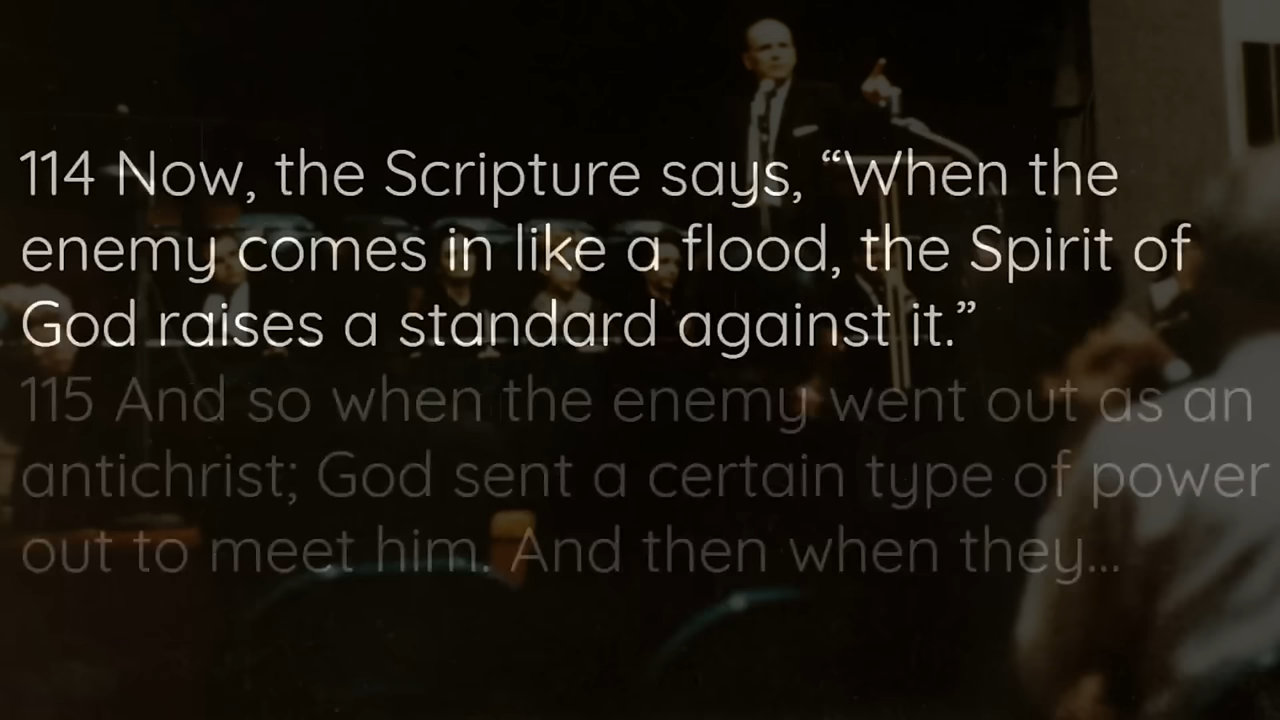 114 Now, the Scripture says, “When the
enemy comes in like a flood, the Spirit of
God raises a standard against it.”
115 And so when the enemy went out as an
antichrist; God sent a certain type of power
out to meet him. And then when they...